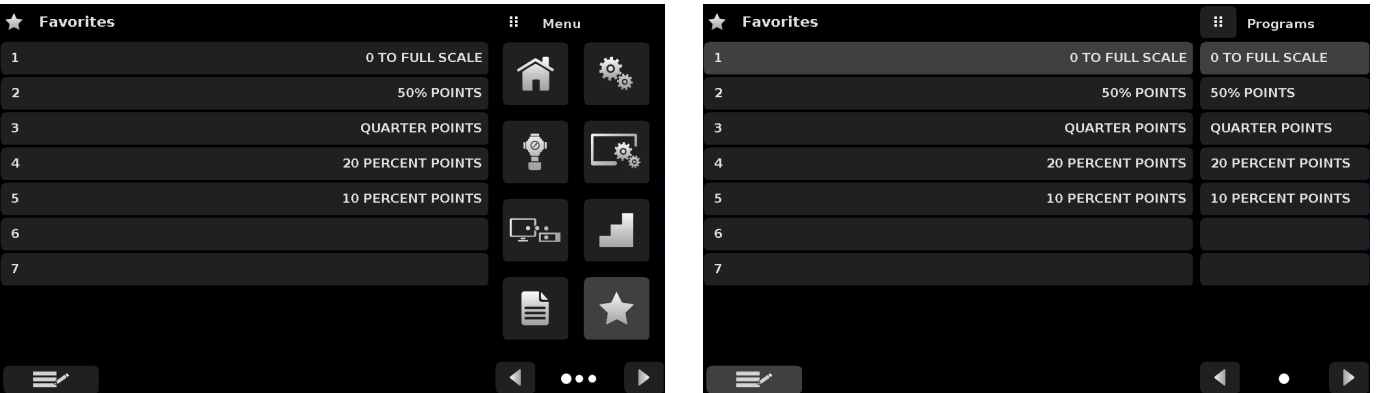 Favorites
Menu
1 0 TO FULL SCALE
2 50% POINTS
3 QUARTER POINTS
4 20 PERCENT POINTS
5 10 PERCENT POINTS
6
7
Favorites
Programs
1 0 TO FULL SCALE 0 TO FULL SCALE
2 50% POINTS 50% POINTS
3 QUARTER POINTS QUARTER POINTS
4 20 PERCENT POINTS 20 PERCENT POINTS
5 10 PERCENT POINTS 10 PERCENT POINTS
6
7